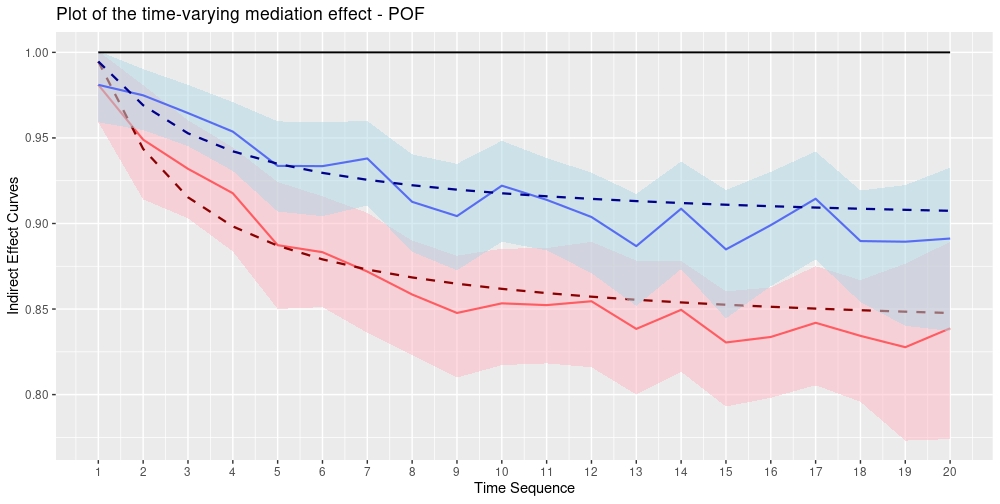 Plot of the time-varying mediation effect - POF
Indirect Effect Curves
1.00
0.95
0.90
0.85
0.80
1 2 3 4 5 6 7 8 9 10 11 12 13 14 15 16 17 18 19 20
Time Sequence